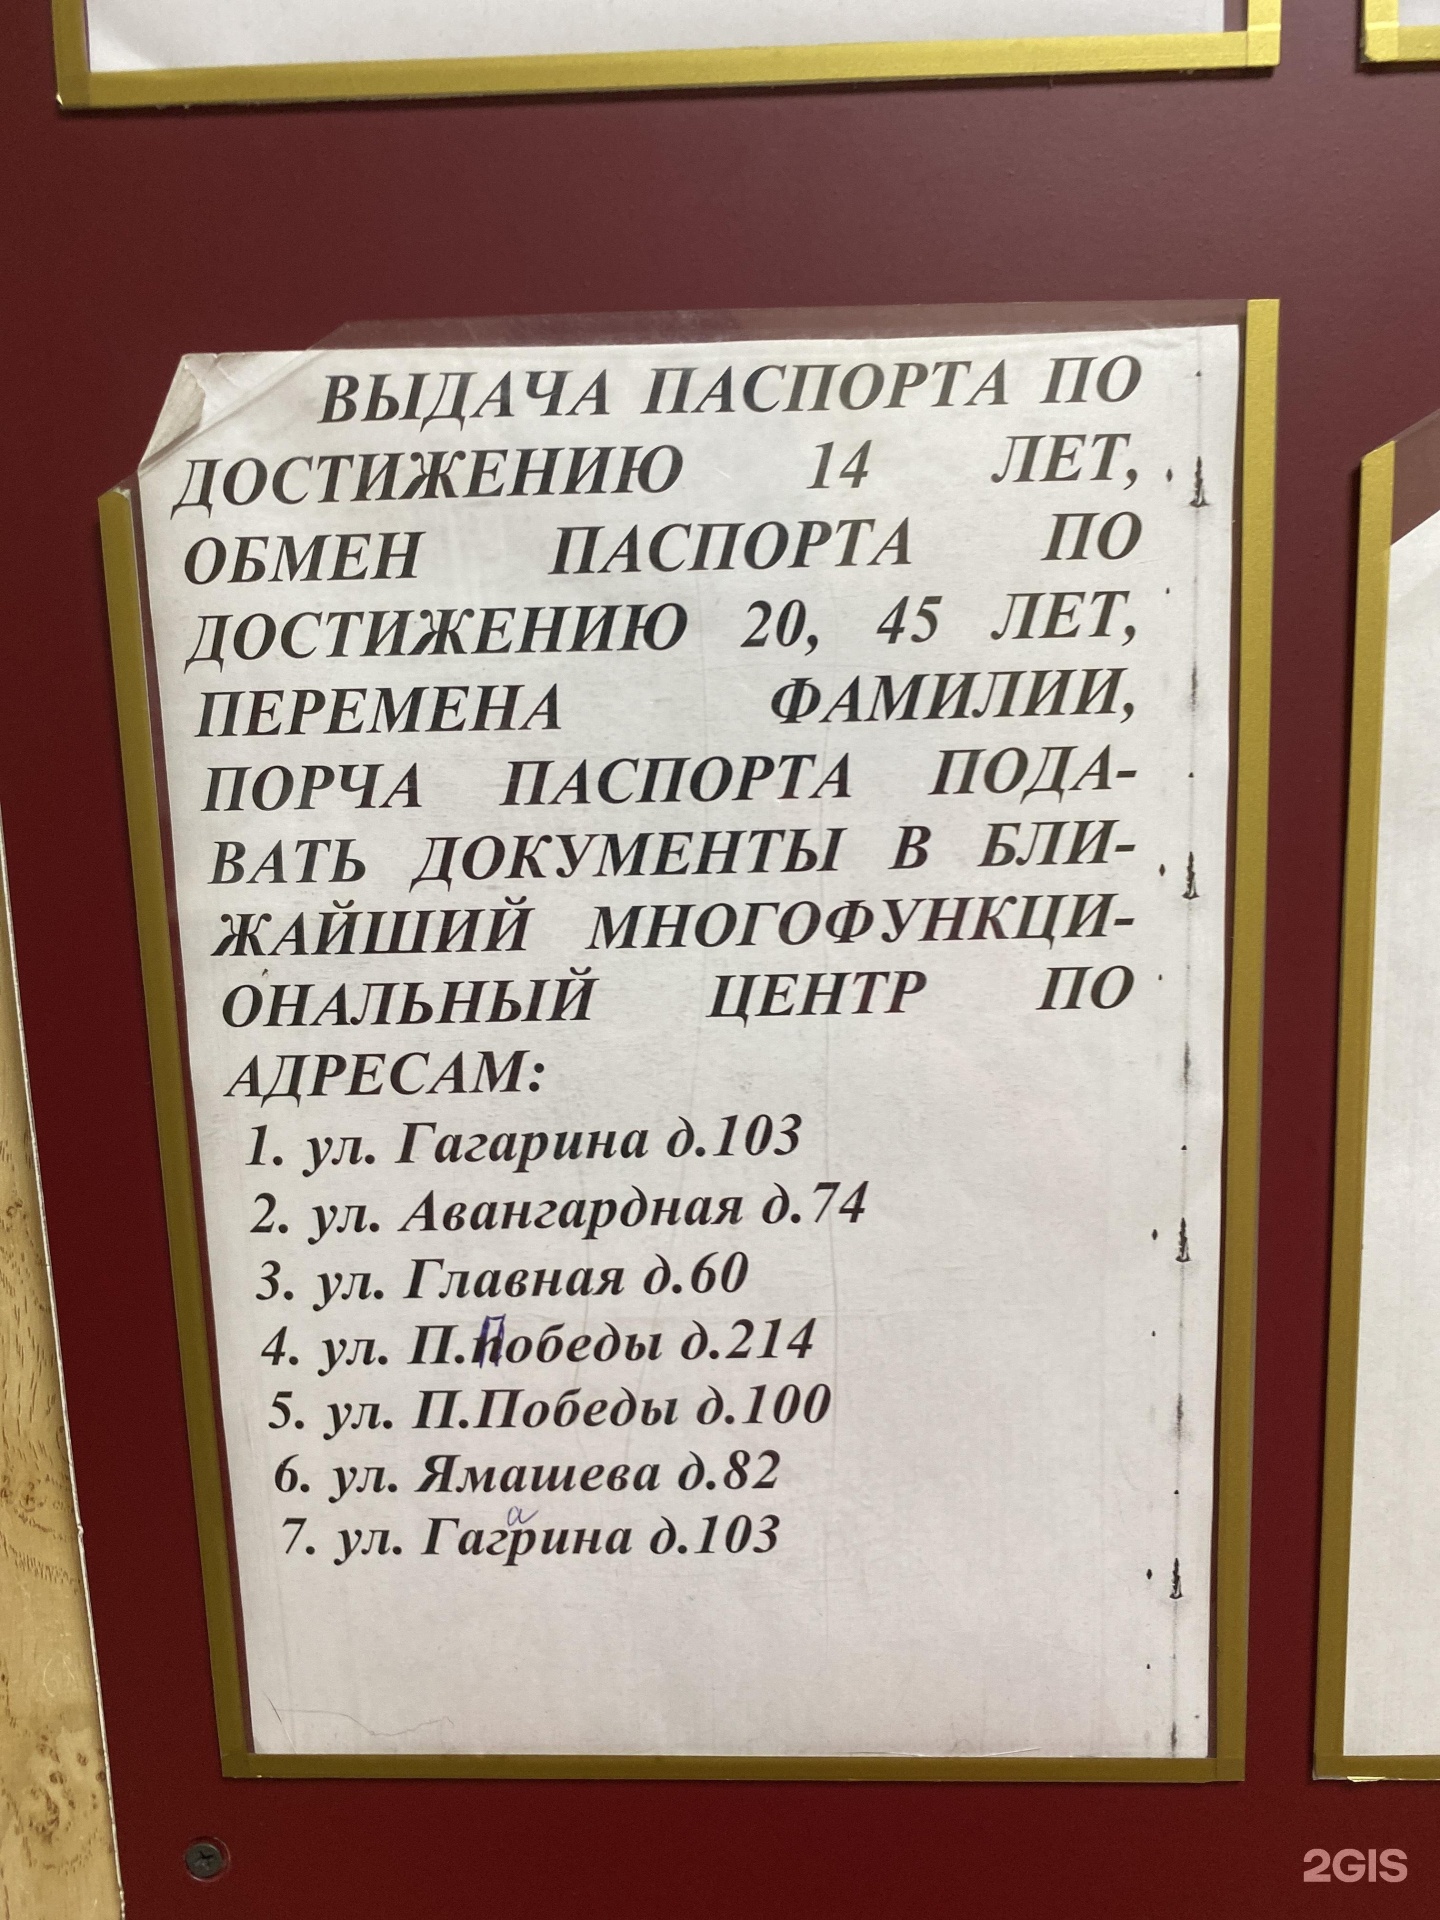 ВЫДАЧА ПАСПОРТА ПО
ДОСТИЖЕНИЮ 14 ЛЕТ,
ОБМЕН ПАСПОРТА ПО
ДОСТИЖЕНИЮ 20, 45 ЛЕТ,
ПЕРЕМЕНА ФАМИЛИИ,
ПОРЧА ПАСПОРТА ПОДА-
ВАТЬ ДОКУМЕНТЫ В БЛИ-
ЖАЙШИЙ МНОГОФУНКЦИ-
ОНАЛЬНЫЙ ЦЕНТР ПО
АДРЕСАМ:
1. ул. Гагарина д.103
2. ул. Авангардная д.74
3. ул. Главная д.60
4. ул. П.Победы д.214
5. ул. П.Победы д.100
6. ул. Ямашева д.82
а
7. ул. Гагрина д.103
2GIS